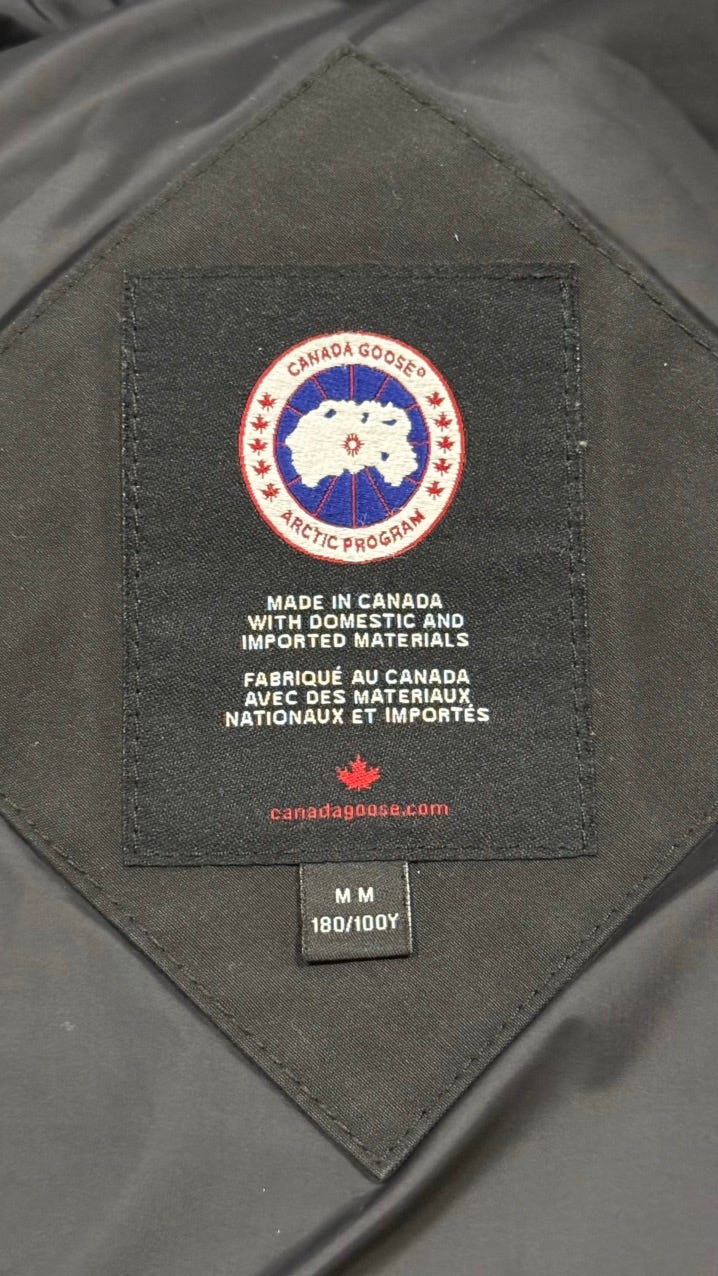 CANADA GOOSE®
ARCTIC PROGRAM
MADE IN CANADA
WITH DOMESTIC AND
IMPORTED MATERIALS
FABRIQUÉ AU CANADA
AVEC DES MATERIAUX
NATIONAUX ET IMPORTÉS
canadagoose.com
M M
180/100Y